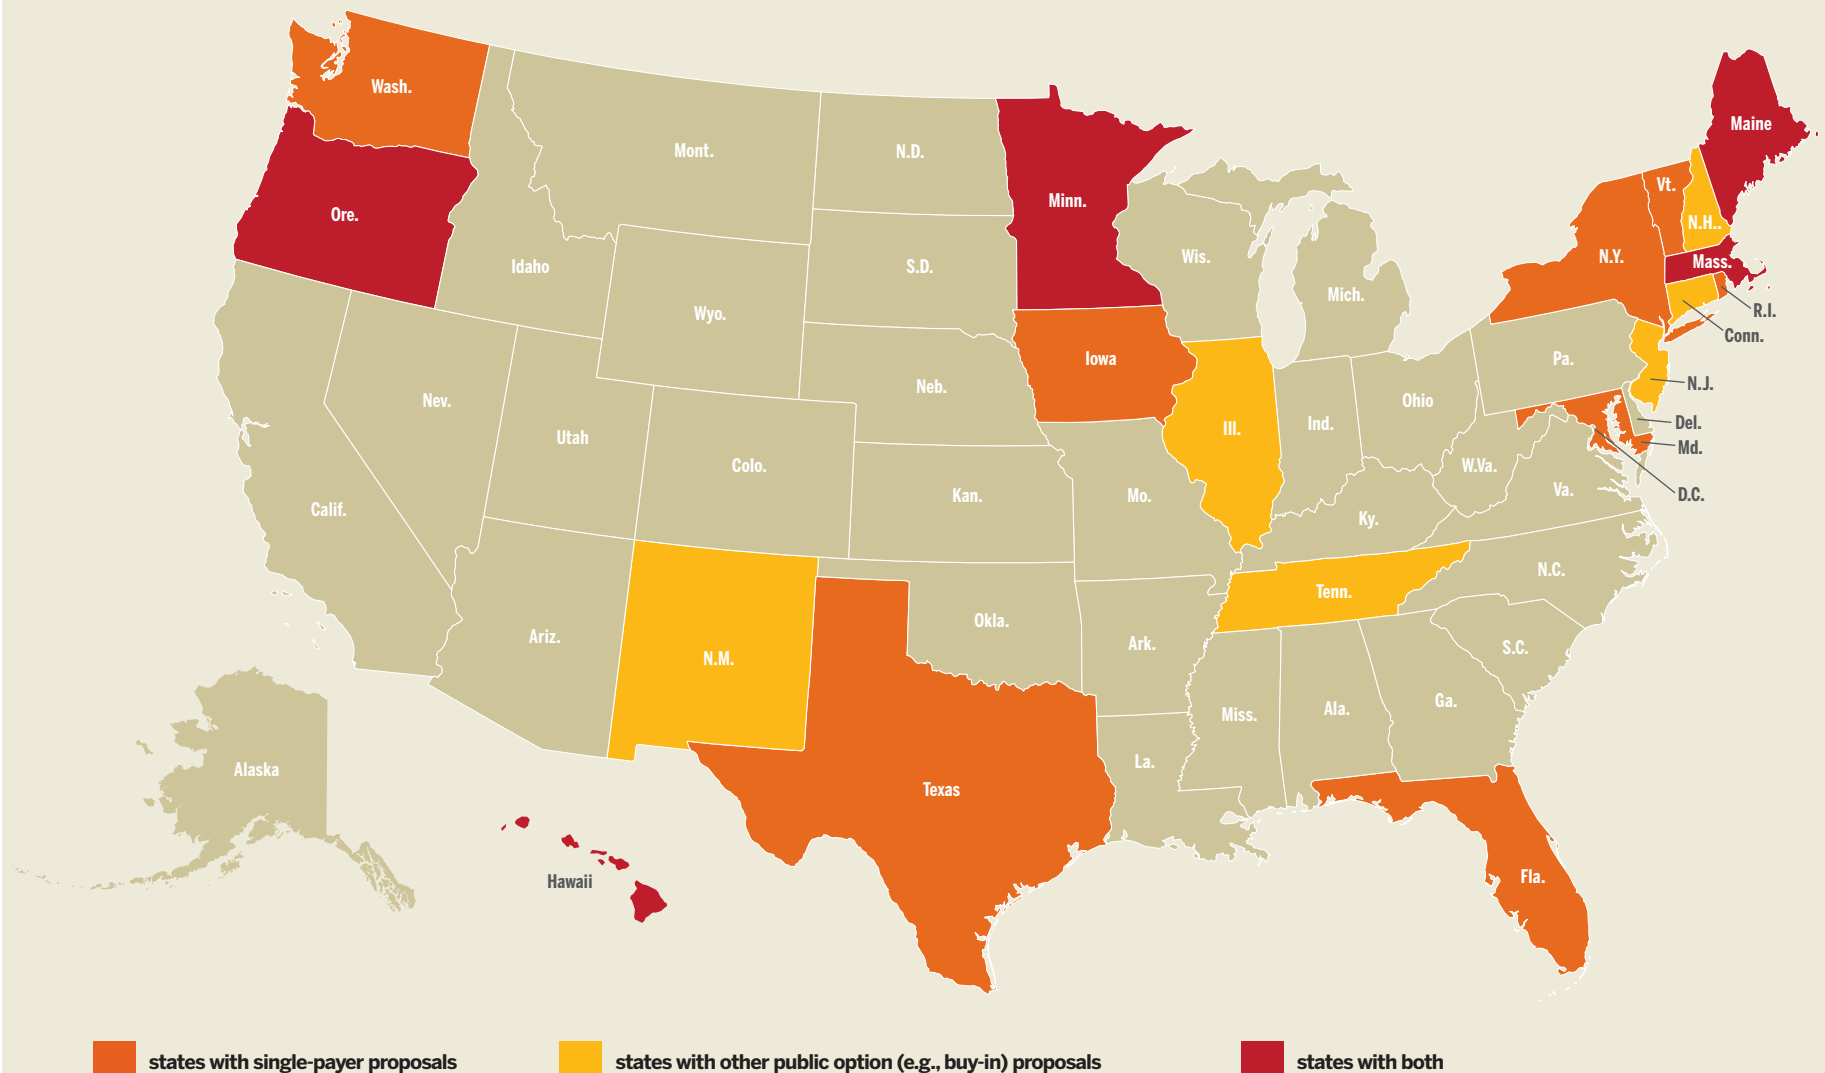 Wash.
Maine
Mont.
N.D.
Vt.
Minn.
Ore.
N.H..
Wis.
N.Y.
Mass.
Idaho
S.D.
Mich.
R.I.
Wyo.
Conn.
Iowa
Pa.
Neb.
N.J.
Nev.
Ohio
Ind.
Del.
Ill.
Utah
Md.
Colo.
W.Va.
Kan.
Mo.
Va.
D.C.
Calif.
Ky.
N.C.
Tenn.
Okla.
Ariz.
Ark.
S.C.
N.M.
Ga.
Ala.
Miss.
La.
Alaska
Texas
Fla.
Hawaii
states with single-payer proposals
states with other public option (e.g., buy-in) proposals
states with both